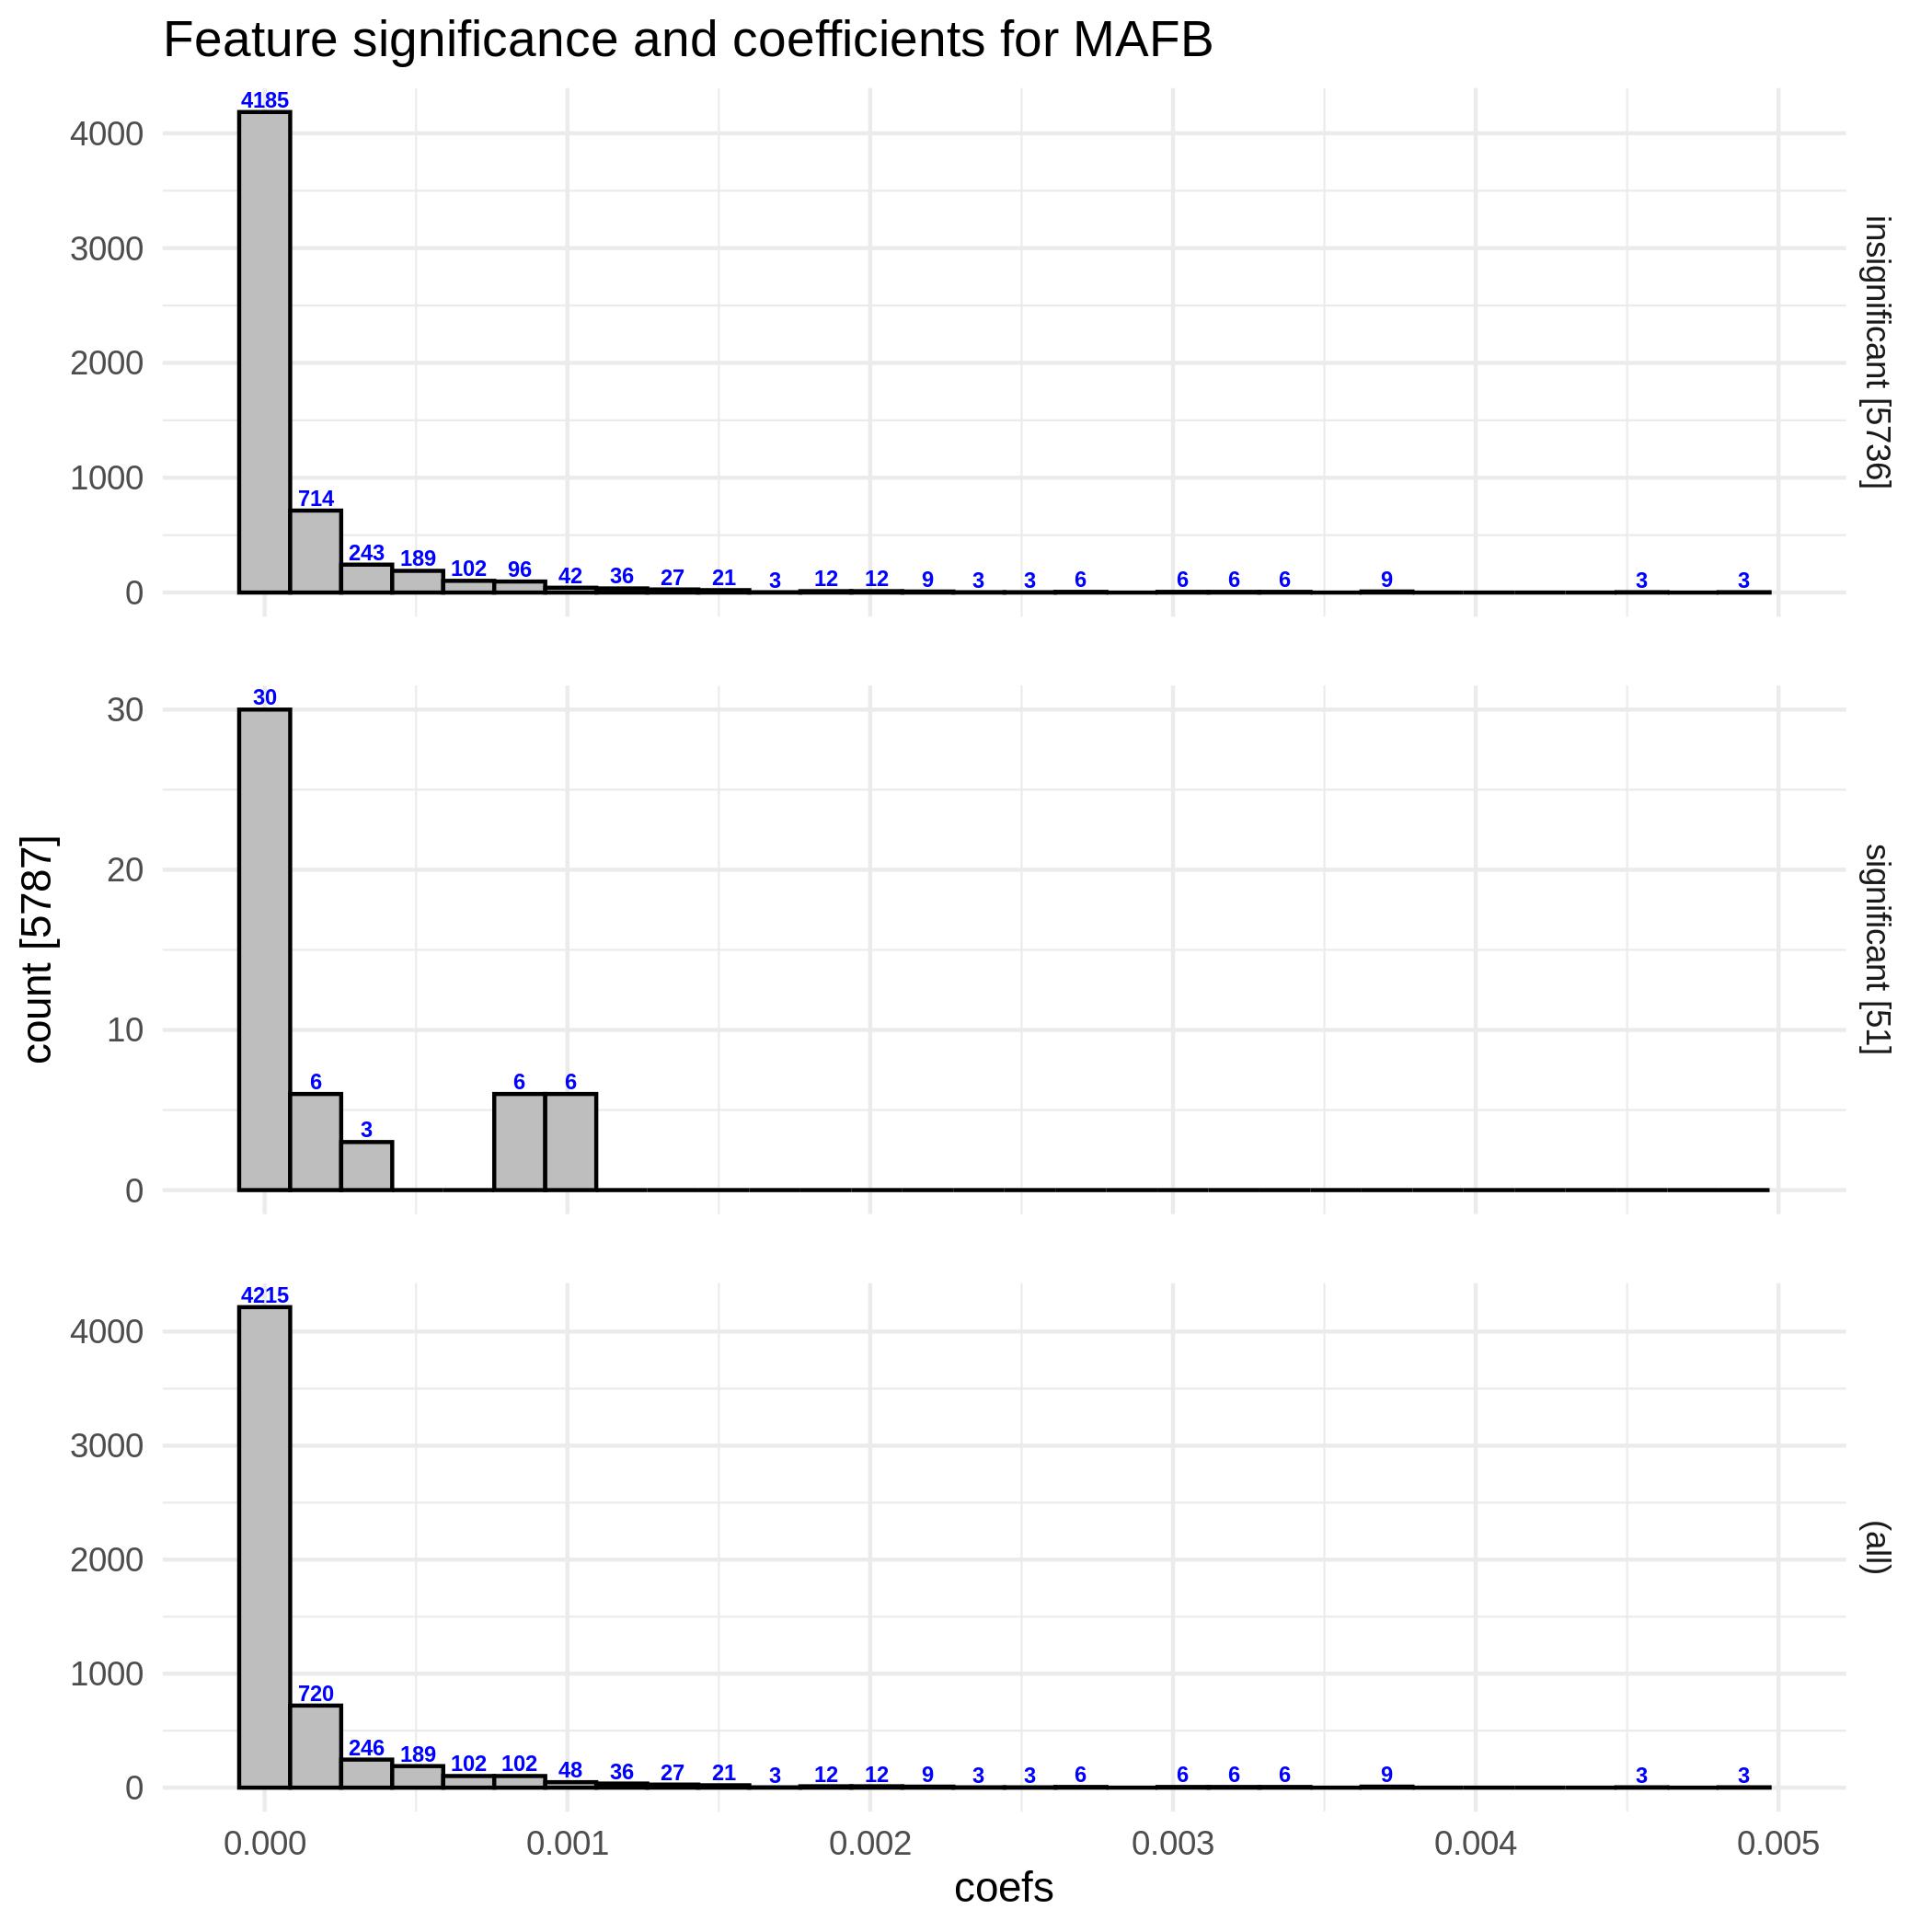 Feature significance and coefficients for MAFB
4185
4000
3000
2000
1000
0
714
243 189 102 96 42 36 27 21 3 12 12 9 3 3 6 6 6 6 9 3 3
insignificant [5736]
count [5787]
30
30
20
10
0
6
3
6 6
significant [51]
4215
4000
3000
2000
1000
0
720
246 189 102 102 48 36 27 21 3 12 12 9 3 3 6 6 6 6 9 3 3
(all)
0.000 0.001 0.002 0.003 0.004 0.005
coefs